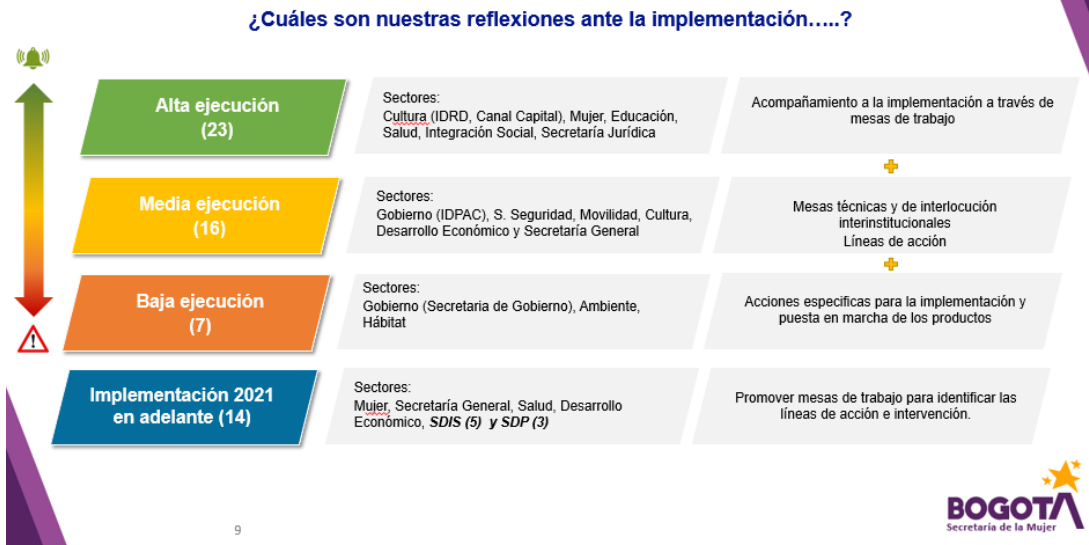 ¿Cuáles son nuestras reflexiones ante la implementación…..?
Alta ejecución
(23)
Sectores:
Cultura (IDRD, Canal Capital), Mujer, Educación,
Salud, Integración Social, Secretaría Jurídica
Acompañamiento a la implementación a través de
mesas de trabajo
Media ejecución
(16)
Sectores:
Gobierno (IDPAC), S. Seguridad, Movilidad, Cultura,
Desarrollo Económico y Secretaría General
Mesas técnicas y de interlocución
interinstitucionales
Líneas de acción
Baja ejecución
(7)
Sectores:
Gobierno (Secretaria de Gobierno), Ambiente,
Hábitat
Acciones especificas para la implementación y
puesta en marcha de los productos
Implementación 2021
en adelante (14)
Sectores:
Mujer, Secretaría General, Salud, Desarrollo
Económico, SDIS (5) y SDP (3)
Promover mesas de trabajo para identificar las
líneas de acción e intervención.
9
BOGOTÁ
Secretaría de la Mujer